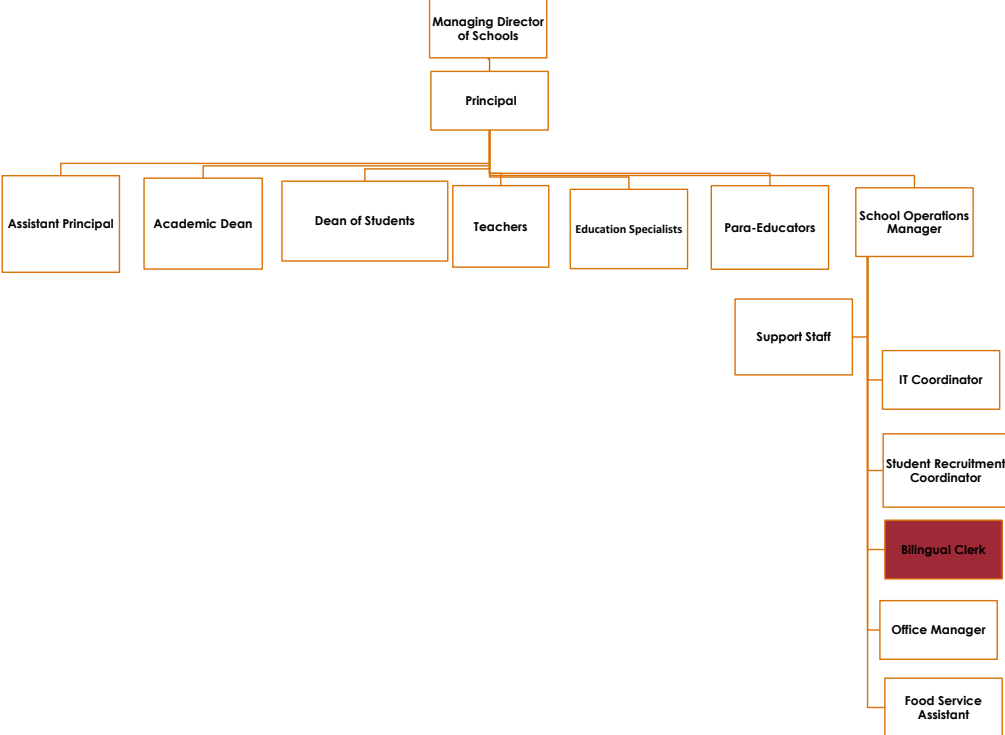 Managing Director
of Schools
Principal
Assistant Principal
Academic Dean
Dean of Students
Teachers
Education Specialists
Para-Educators
School Operations
Manager
Support Staff
IT Coordinator
Student Recruitment
Coordinator
Bilingual Clerk
Office Manager
Food Service
Assistant